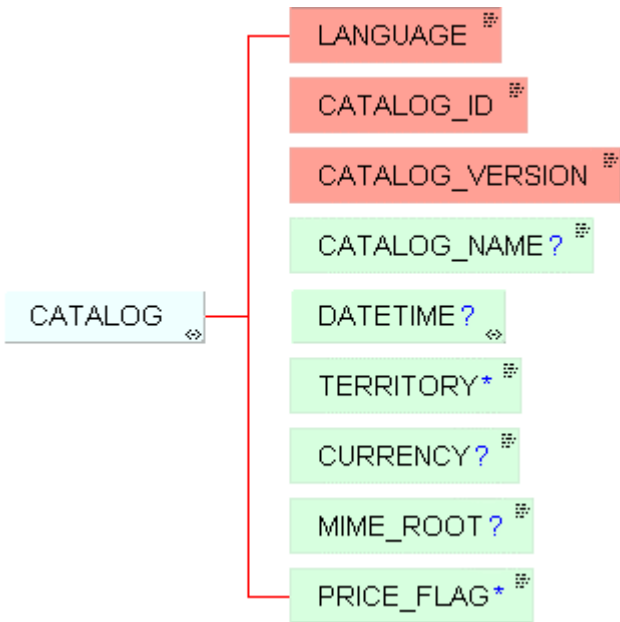 LANGUAGE
CATALOG_ID
CATALOG_VERSION
CATALOG_NAME?
CATALOG
DATETIME?
TERRITORY*
CURRENCY?
MIME_ROOT?
PRICE_FLAG*